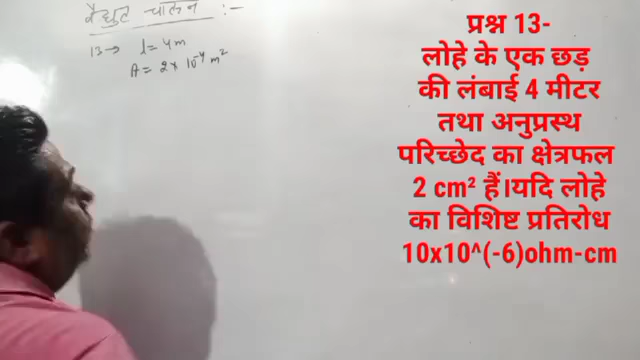 वैद्युत चालन :-
13 → l = 4m
A = 2 × 10⁻⁴ m²
प्रश्न 13-
लोहे के एक छड़
की लंबाई 4 मीटर
तथा अनुप्रस्थ
परिच्छेद का क्षेत्रफल
2 cm² हैं।यदि लोहे
का विशिष्ट प्रतिरोध
10x10^(-6)ohm-cm